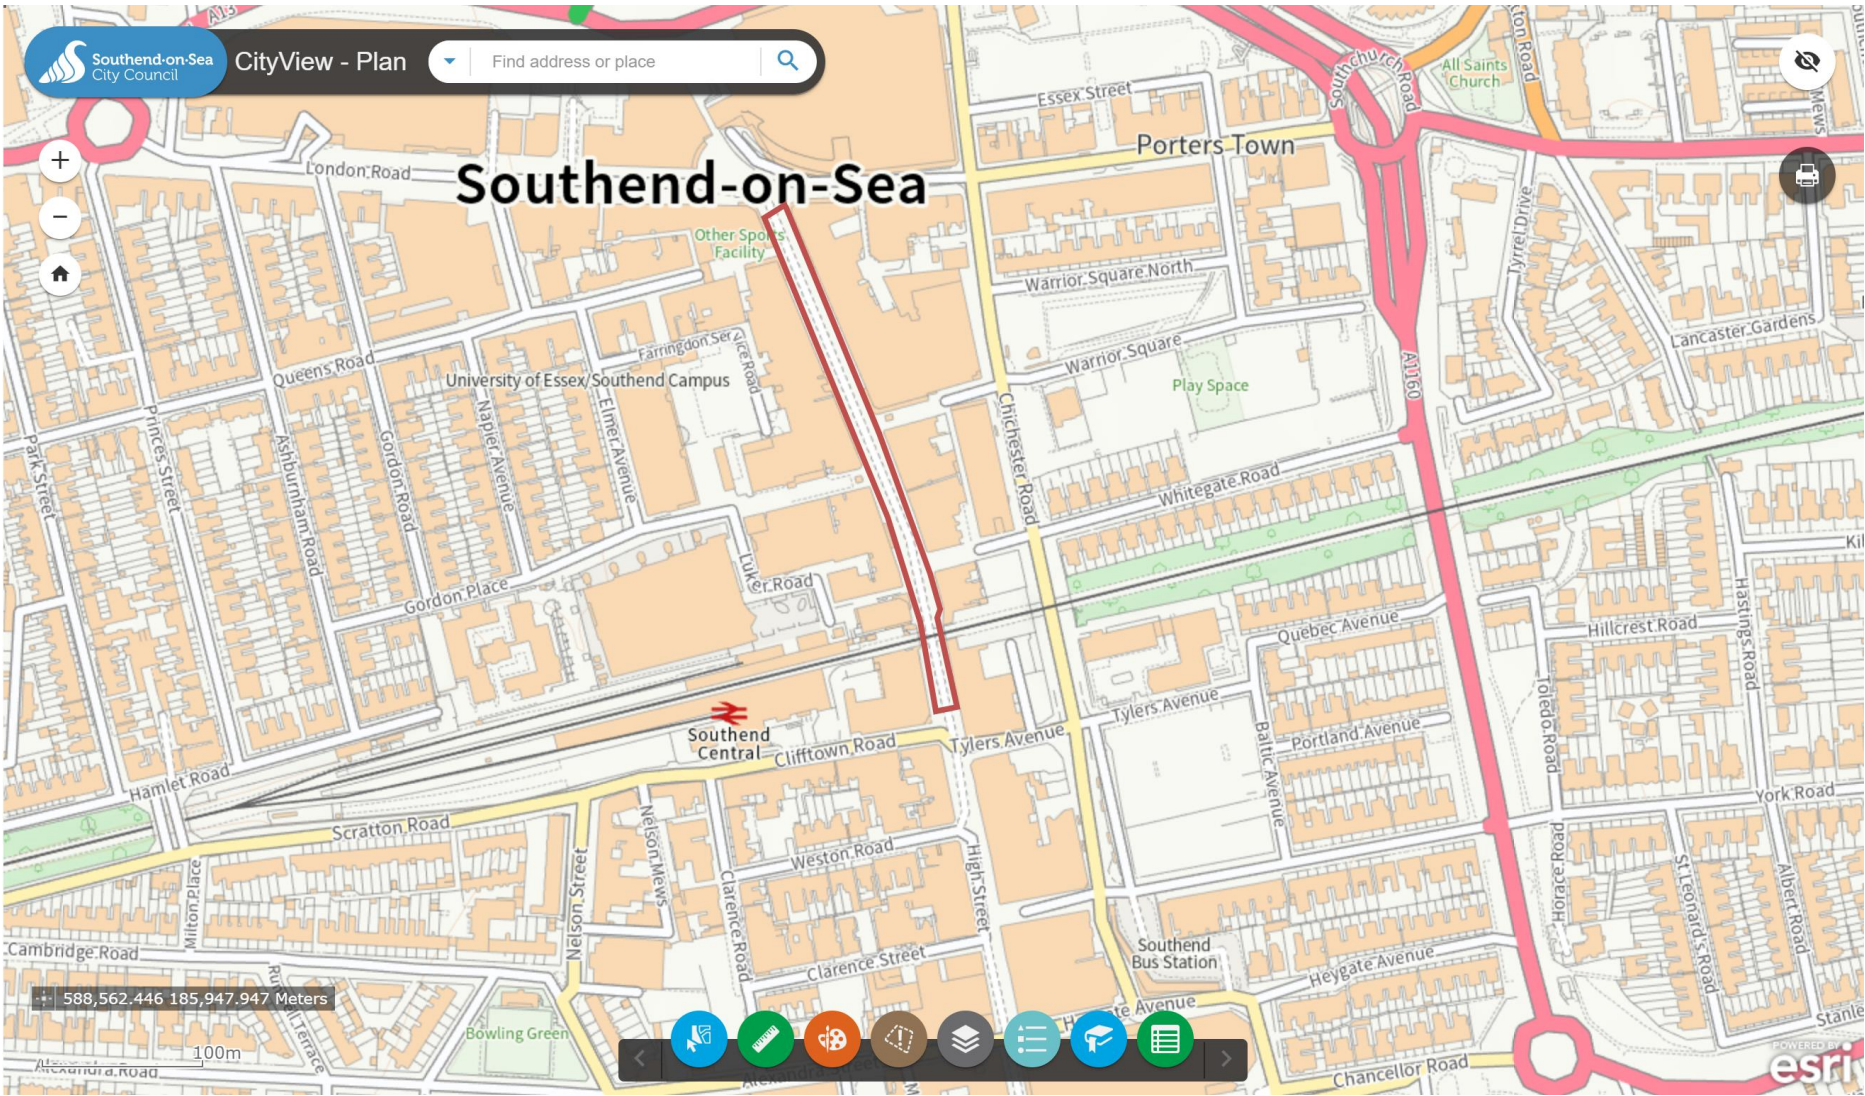 A13
Southend-on-Sea
City Council
CityView - Plan
Find address or place
Essex Street
Southchurch Road
All Saints
Church
Mews
Porters Town
London Road
Southend-on-Sea
Other Sports
Facility
Tyrrel Drive
Warrior Square North
Lancaster Gardens
Farringdon Service Road
Warrior Square
Queens Road
University of Essex/Southend Campus
Play Space
A1160
Park Street
Princes Street
Ashburnham Road
Gordon Road
Napier Avenue
Elmer Avenue
Chichester Road
Whitegate Road
Luker Road
Gordon Place
Quebec Avenue
Hillcrest Road
Hastings Road
Toledo Road
Southend
Central
Clifftown Road
Tylers Avenue
Tylers Avenue
Portland Avenue
Baltic Avenue
Hamlet Road
York Road
Scratton Road
Nelson Mews
Weston Road
High Street
Milton Place
Nelson Street
Clarence Road
Horace Road
St Leonard's Road
Albert Road
Clarence Street
Southend
Bus Station
Heygate Avenue
Cambridge Road
588,562.446 185,947.947 Meters
Bowling Green
100m
Alexandra Road
Alexandra Street
Chancellor Road
POWERED BY
esri